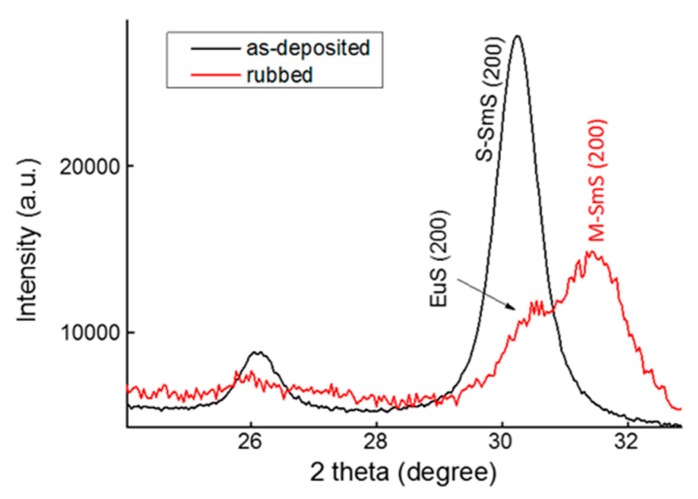 as-deposited
rubbed
S-SmS (200)
M-SmS (200)
EuS (200)
Intensity (a.u.)
20000
10000
26 28 30 32
2 theta (degree)